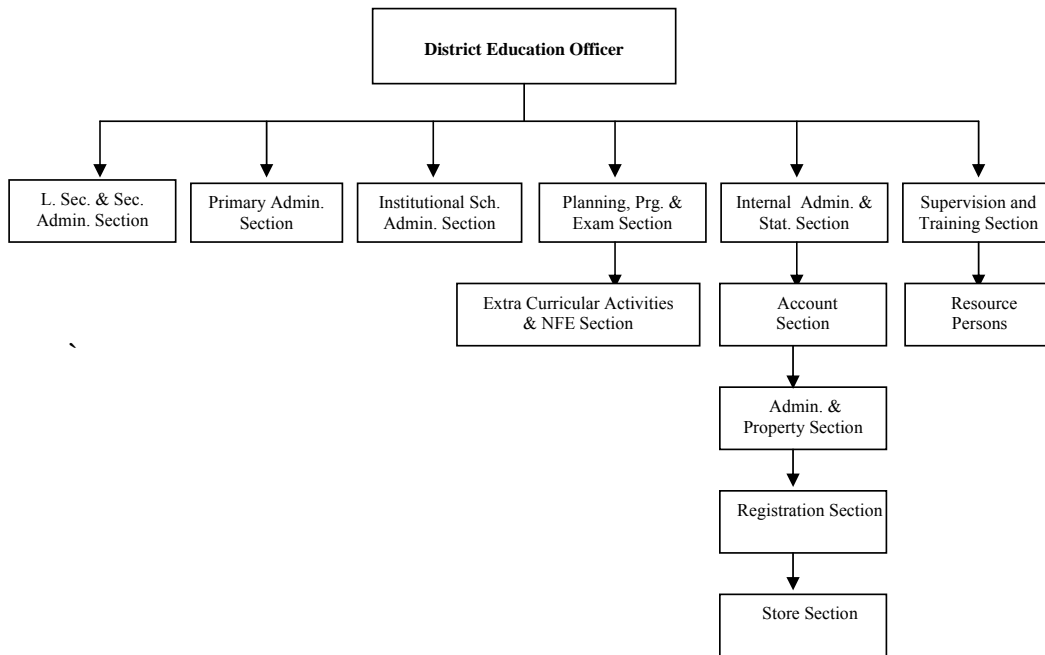 District Education Officer
L. Sec. & Sec.
Admin. Section
Primary Admin.
Section
Institutional Sch.
Admin. Section
Planning, Prg. &
Exam Section
Internal Admin. &
Stat. Section
Supervision and
Training Section
Extra Curricular Activities
& NFE Section
Account
Section
Resource
Persons
`
Admin. &
Property Section
Registration Section
Store Section